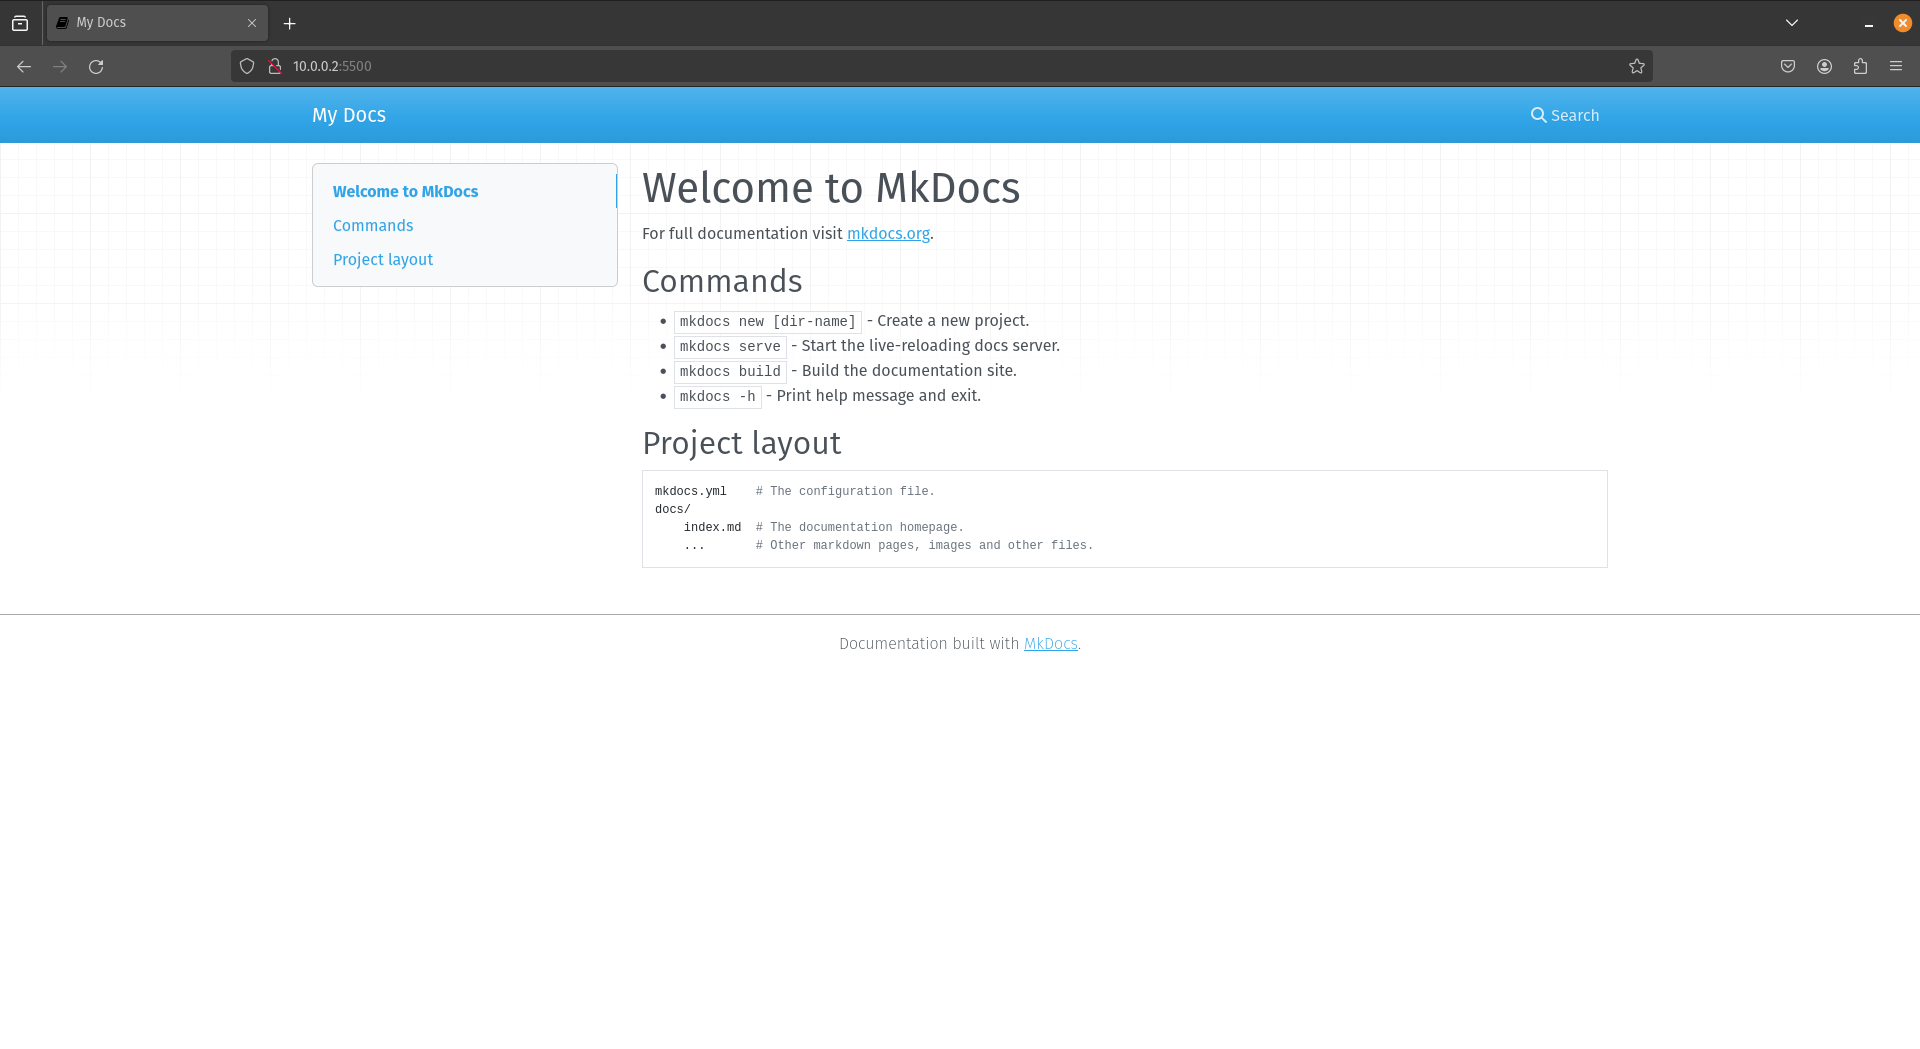 My Docs
10.0.0.2:5500
My Docs
Search
Welcome to MkDocs
Commands
Project layout
Welcome to MkDocs
For full documentation visit mkdocs.org.
Commands
mkdocs new [dir-name] - Create a new project.
mkdocs serve - Start the live-reloading docs server.
mkdocs build - Build the documentation site.
mkdocs -h - Print help message and exit.
Project layout
mkdocs.yml    # The configuration file.
docs/
    index.md  # The documentation homepage.
    ...       # Other markdown pages, images and other files.
Documentation built with MkDocs.